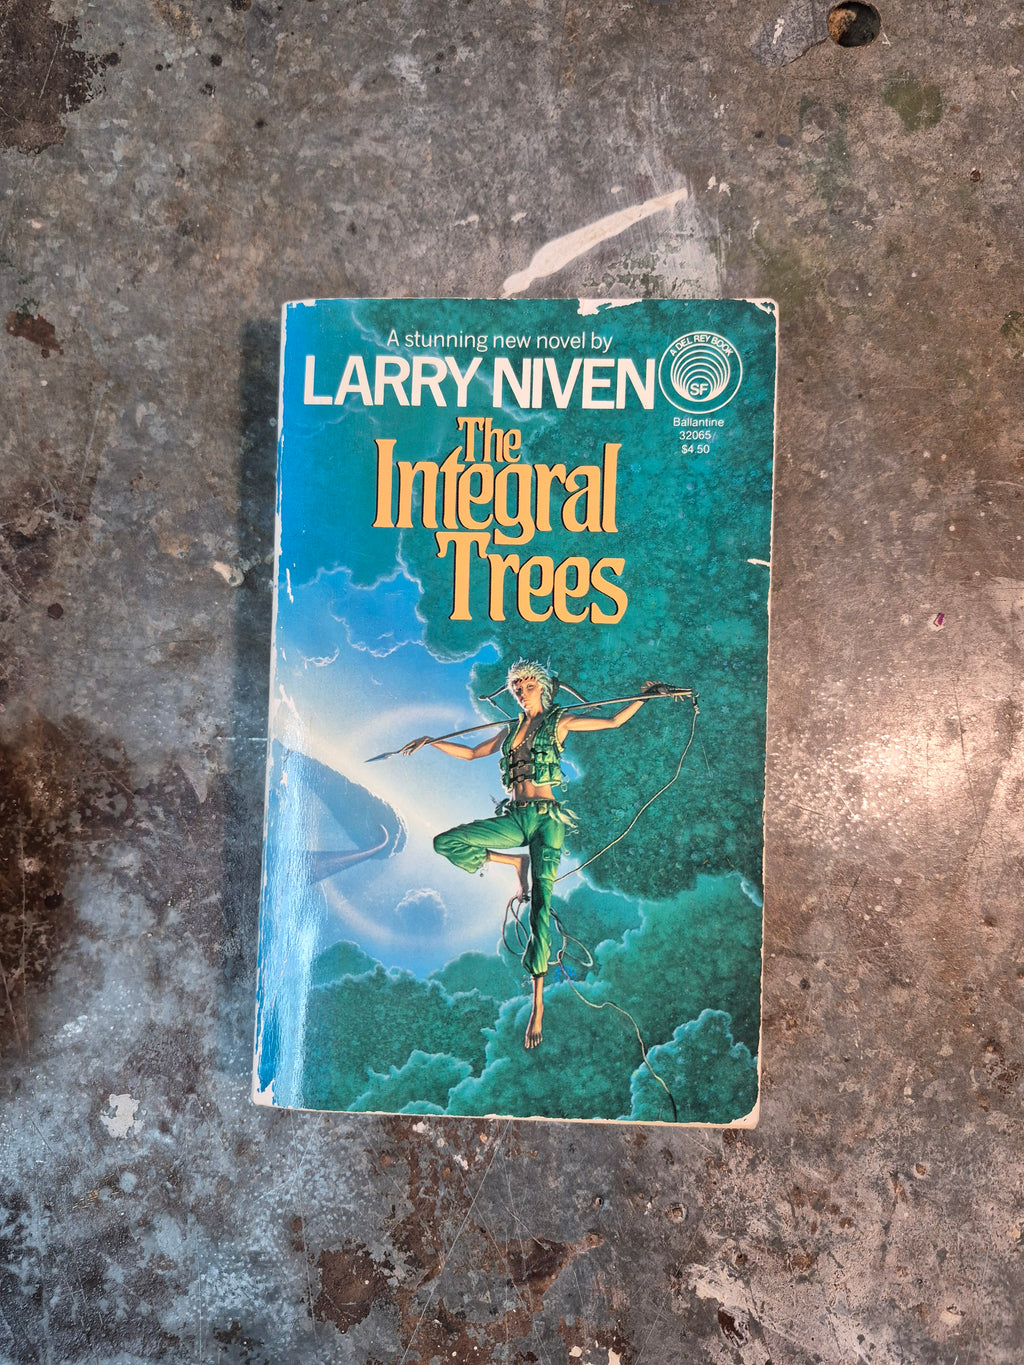 A stunning new novel by
LARRY NIVEN
A DEL REY BOOK
SF
Ballantine
32065
$4.50
The
Integral
Trees